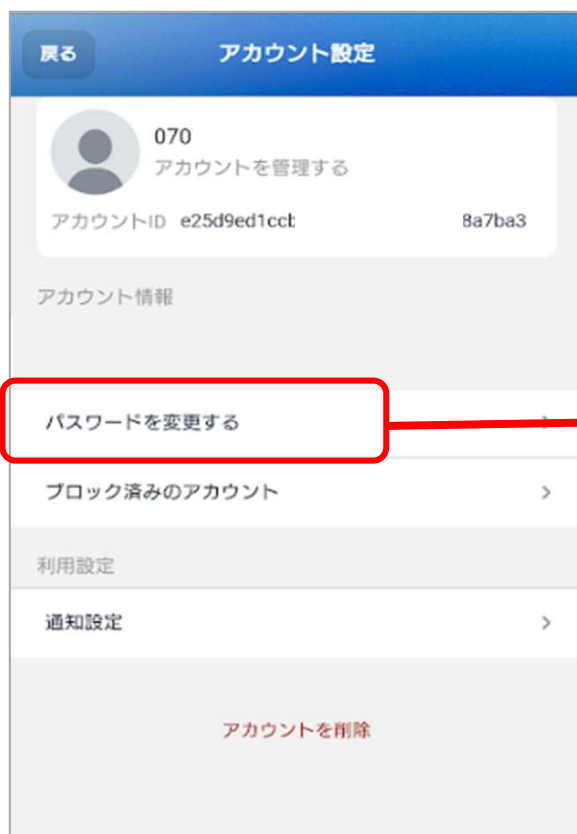 戻る
アカウント設定
070
アカウントを管理する
アカウントID e25d9ed1ccb 8a7ba3
アカウント情報
パスワードを変更する
ブロック済みのアカウント
利用設定
通知設定
アカウントを削除